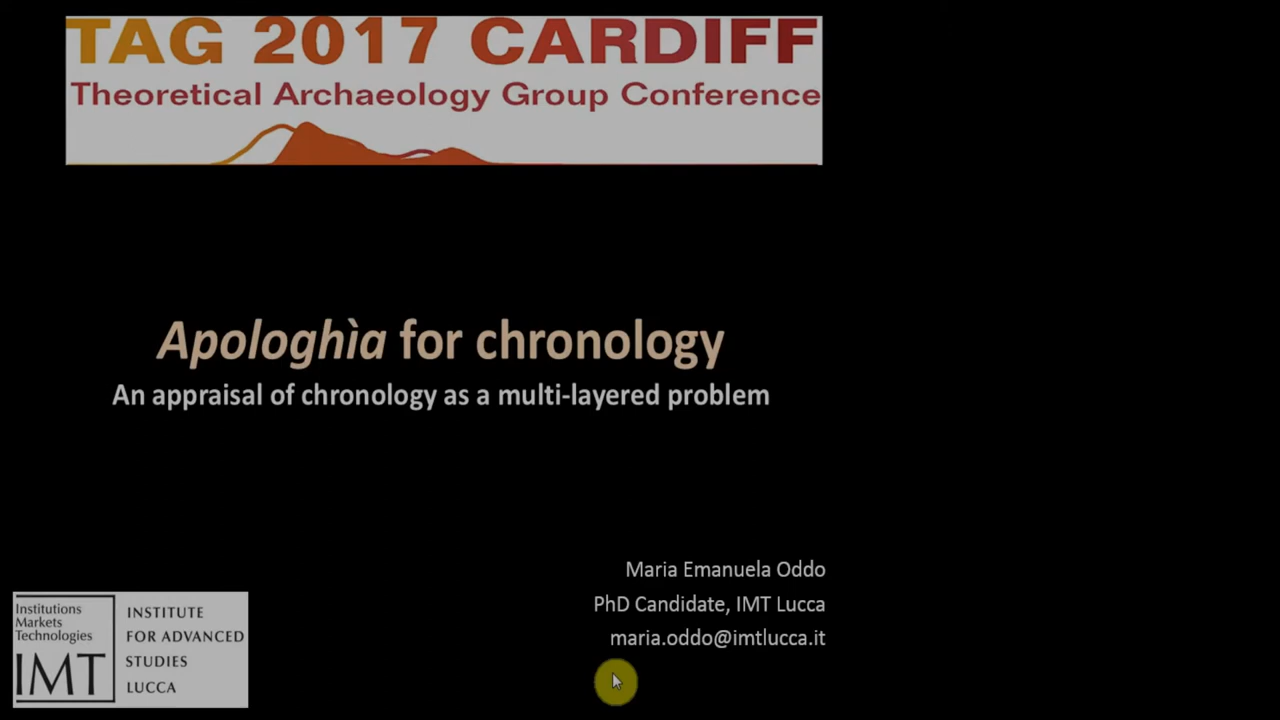 TAG 2017 CARDIFF
Theoretical Archaeology Group Conference
Apologhìa for chronology
An appraisal of chronology as a multi-layered problem
Maria Emanuela Oddo
PhD Candidate, IMT Lucca
maria.oddo@imtlucca.it
Institutions
Markets
Technologies
IMT
INSTITUTE
FOR ADVANCED
STUDIES
LUCCA